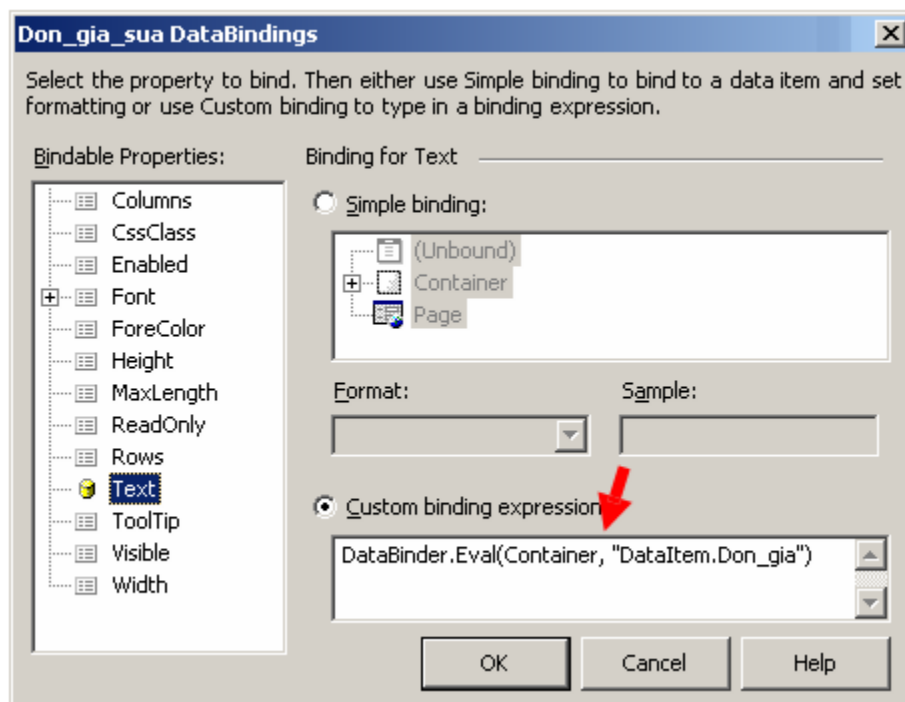 Don_gia_sua DataBindings
Select the property to bind. Then either use Simple binding to bind to a data item and set
formatting or use Custom binding to type in a binding expression.
Bindable Properties:
Columns
CssClass
Enabled
Font
ForeColor
Height
MaxLength
ReadOnly
Rows
Text
ToolTip
Visible
Width
Binding for Text
Simple binding:
(Unbound)
Container
Page
Format:
Sample:
Custom binding expression
DataBinder.Eval(Container, "DataItem.Don_gia")
OK
Cancel
Help